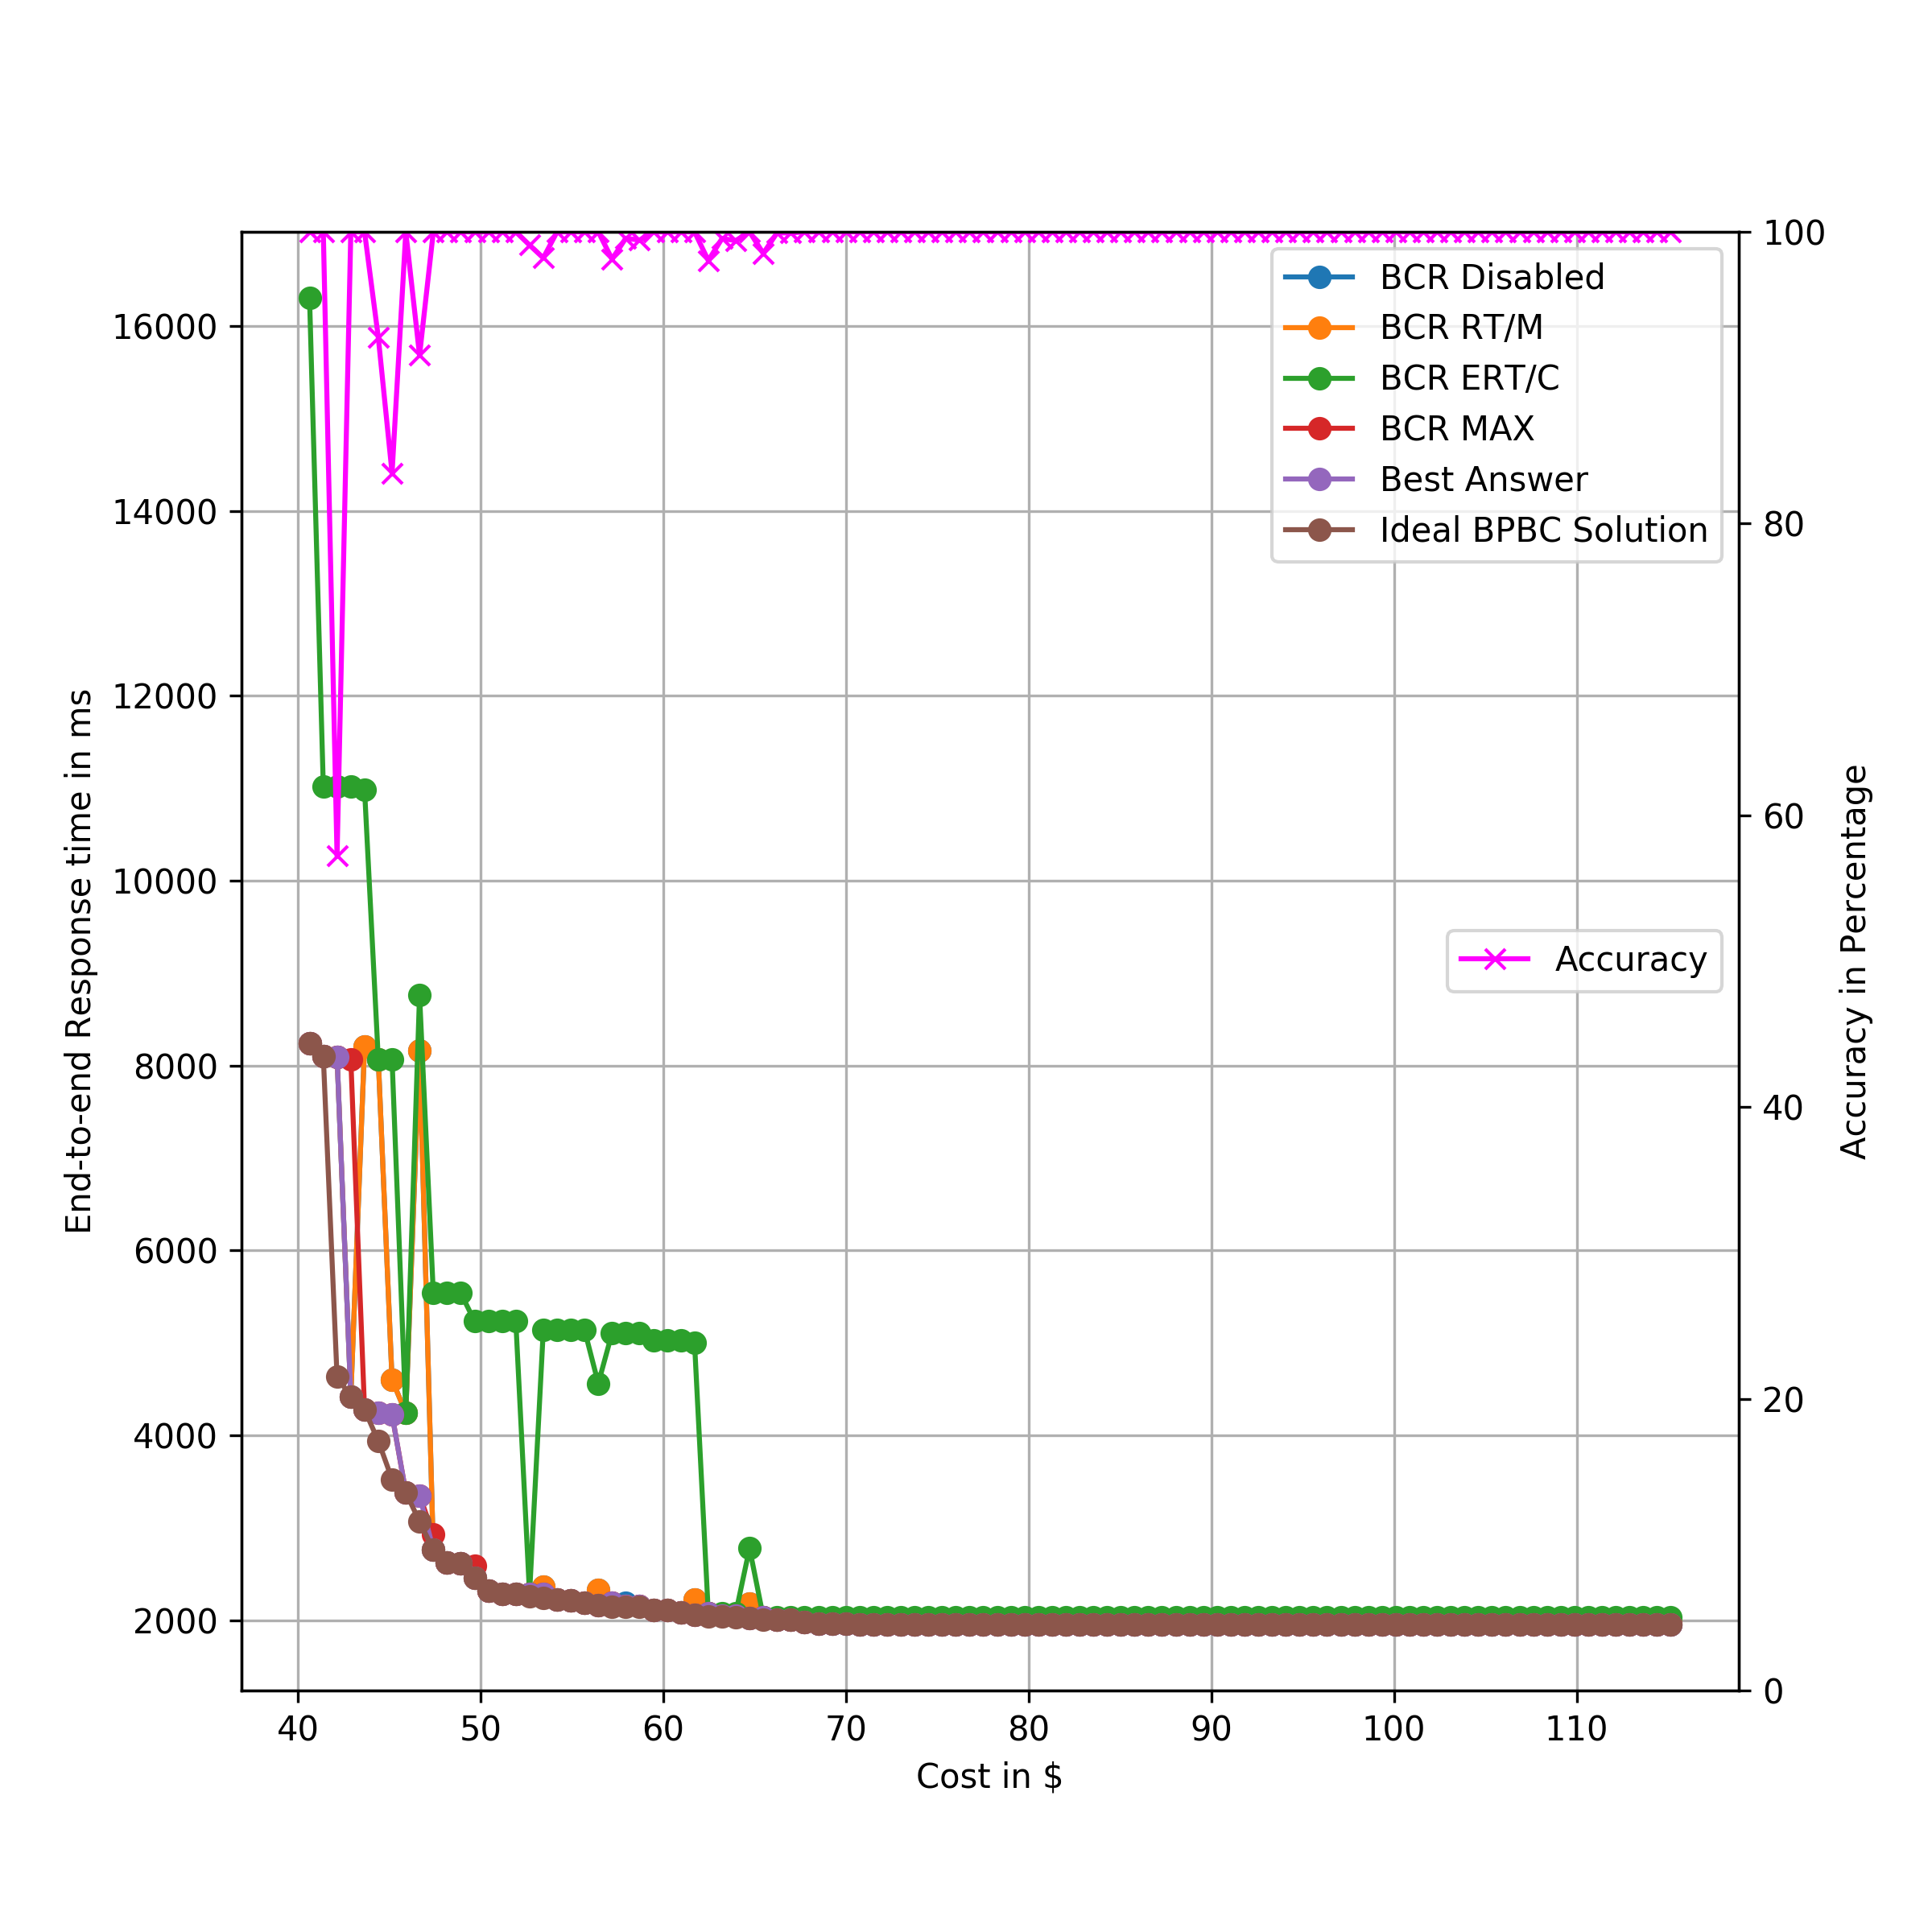 16000
14000
12000
10000
8000
6000
4000
2000
End-to-end Response time in ms
40 50 60 70 80 90 100 110
Cost in $
100
80
60
40
20
0
Accuracy in Percentage
BCR Disabled
BCR RT/M
BCR ERT/C
BCR MAX
Best Answer
Ideal BPBC Solution
Accuracy